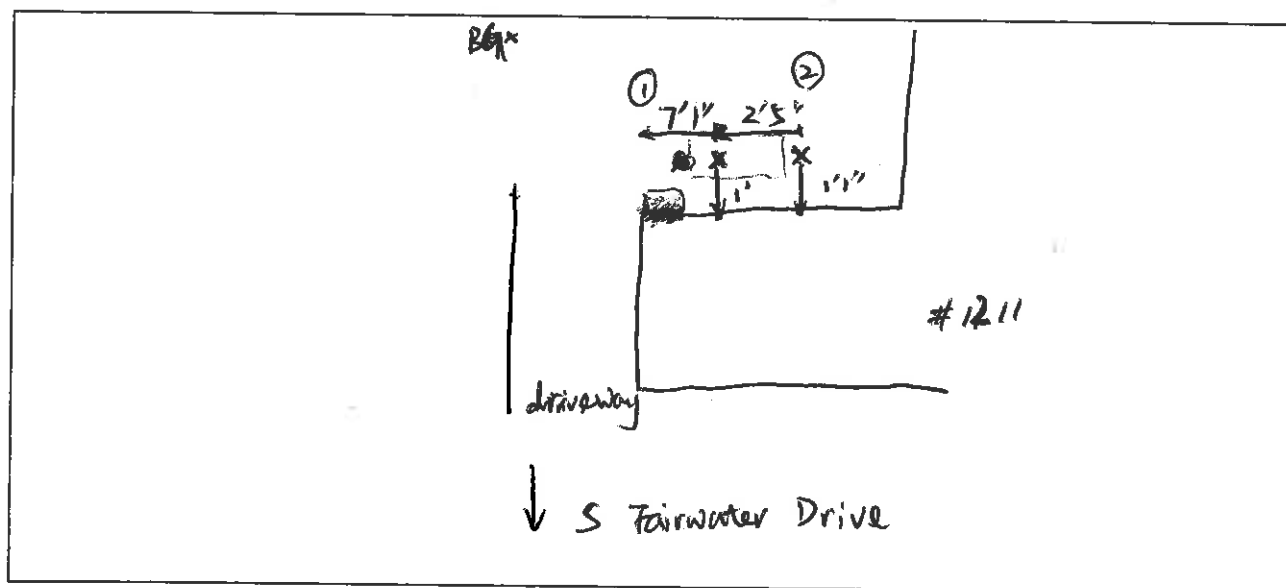 BG x
① ②
7'1" 2'5"
x x
1' 1'1"
#1211
driveway
S Fairwater Drive